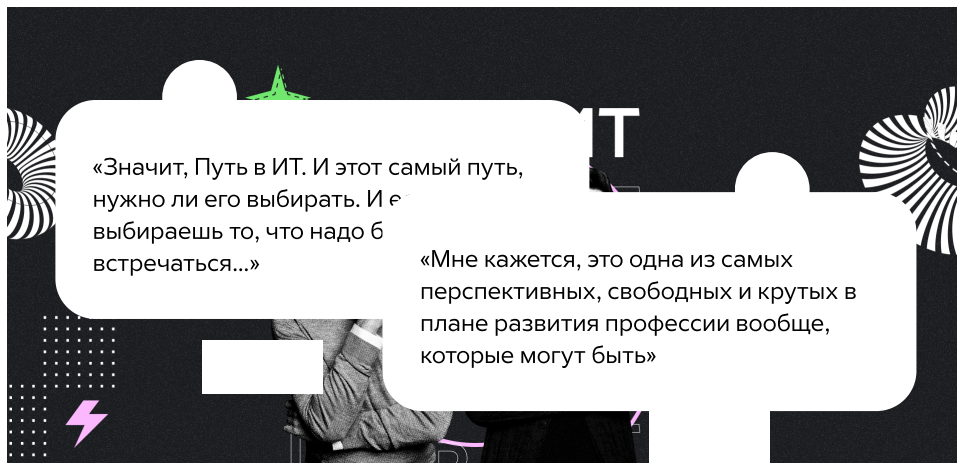 ИТ
«Значит, Путь в ИТ. И этот самый путь,
нужно ли его выбирать. И
выбираешь то, что надо
встречаться...»
«Мне кажется, это одна из самых
перспективных, свободных и крутых в
плане развития профессии вообще,
которые могут быть»